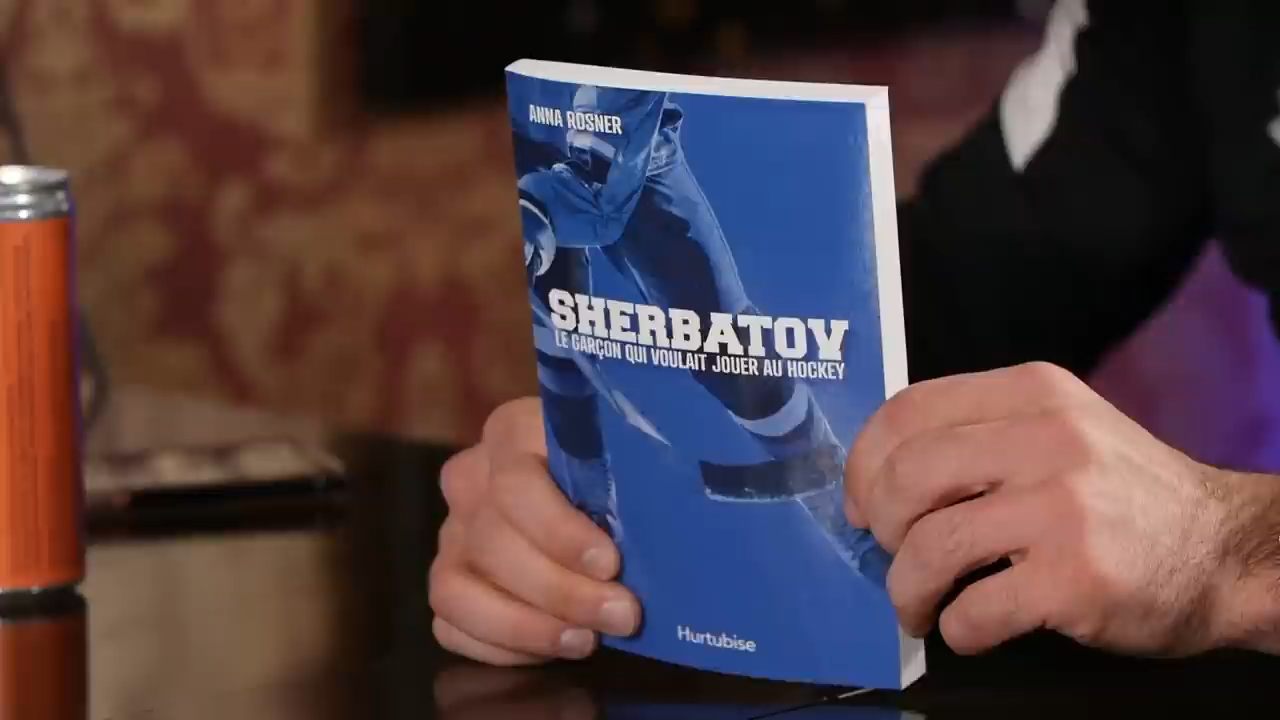 ANNA ROSNER
SHERBATOV
LE GARÇON QUI VOULAIT JOUER AU HOCKEY
Hurtubise